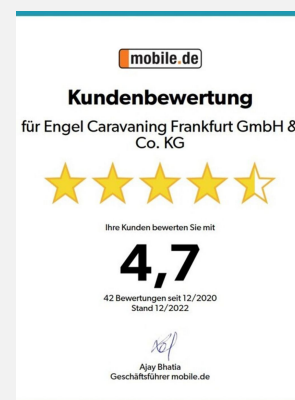 mobile.de
Kundenbewertung
für Engel Caravaning Frankfurt GmbH &
Co. KG
Ihre Kunden bewerten Sie mit
4,7
42 Bewertungen seit 12/2020
Stand 12/2022
Ajay Bhatia
Geschäftsführer mobile.de